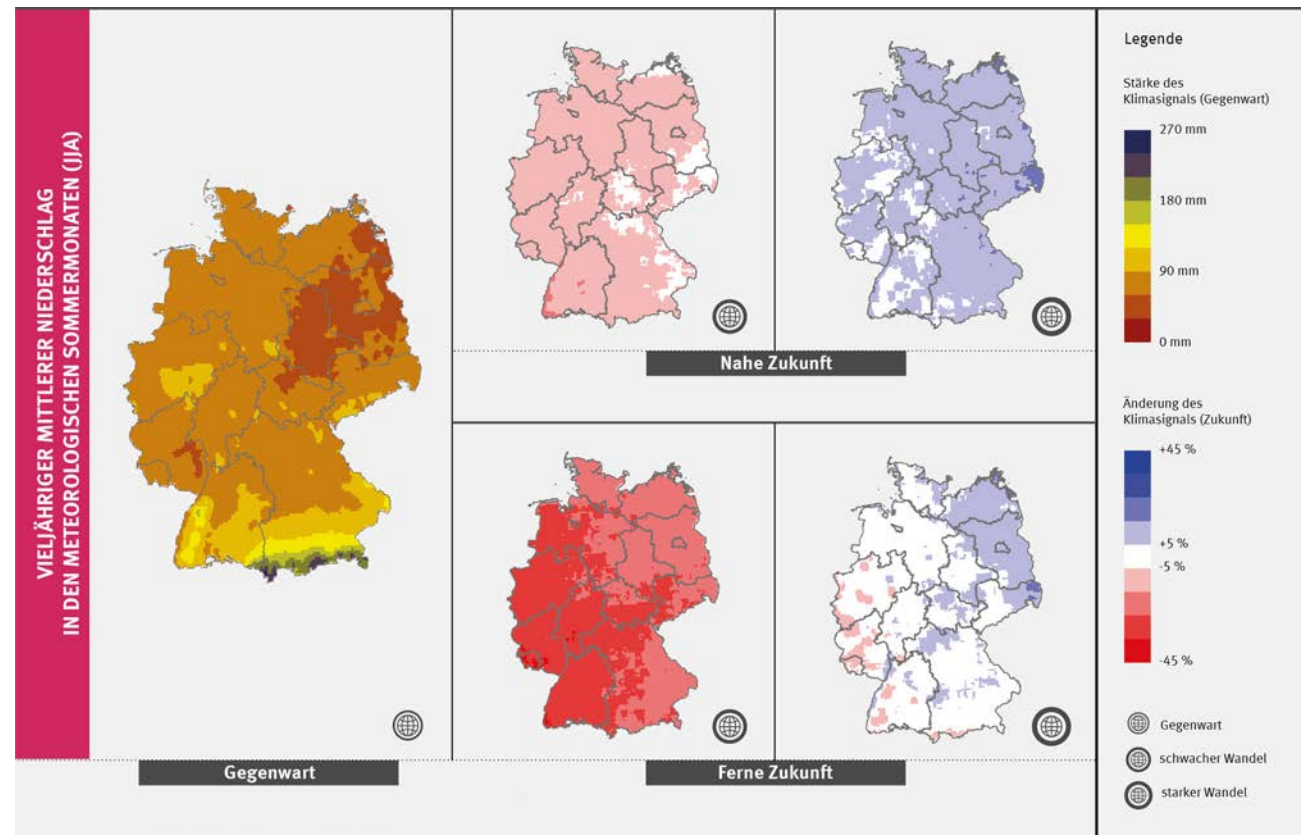 VIELJÄHRIGER MITTLERER NIEDERSCHLAG
IN DEN METEOROLOGISCHEN SOMMERMONATEN (JJA)
Gegenwart
Nahe Zukunft
Ferne Zukunft
Legende
Stärke des
Klimasignals (Gegenwart)
270 mm
180 mm
90 mm
0 mm
Änderung des
Klimasignals (Zukunft)
+45 %
+5 %
-5 %
-45 %
Gegenwart
schwacher Wandel
starker Wandel